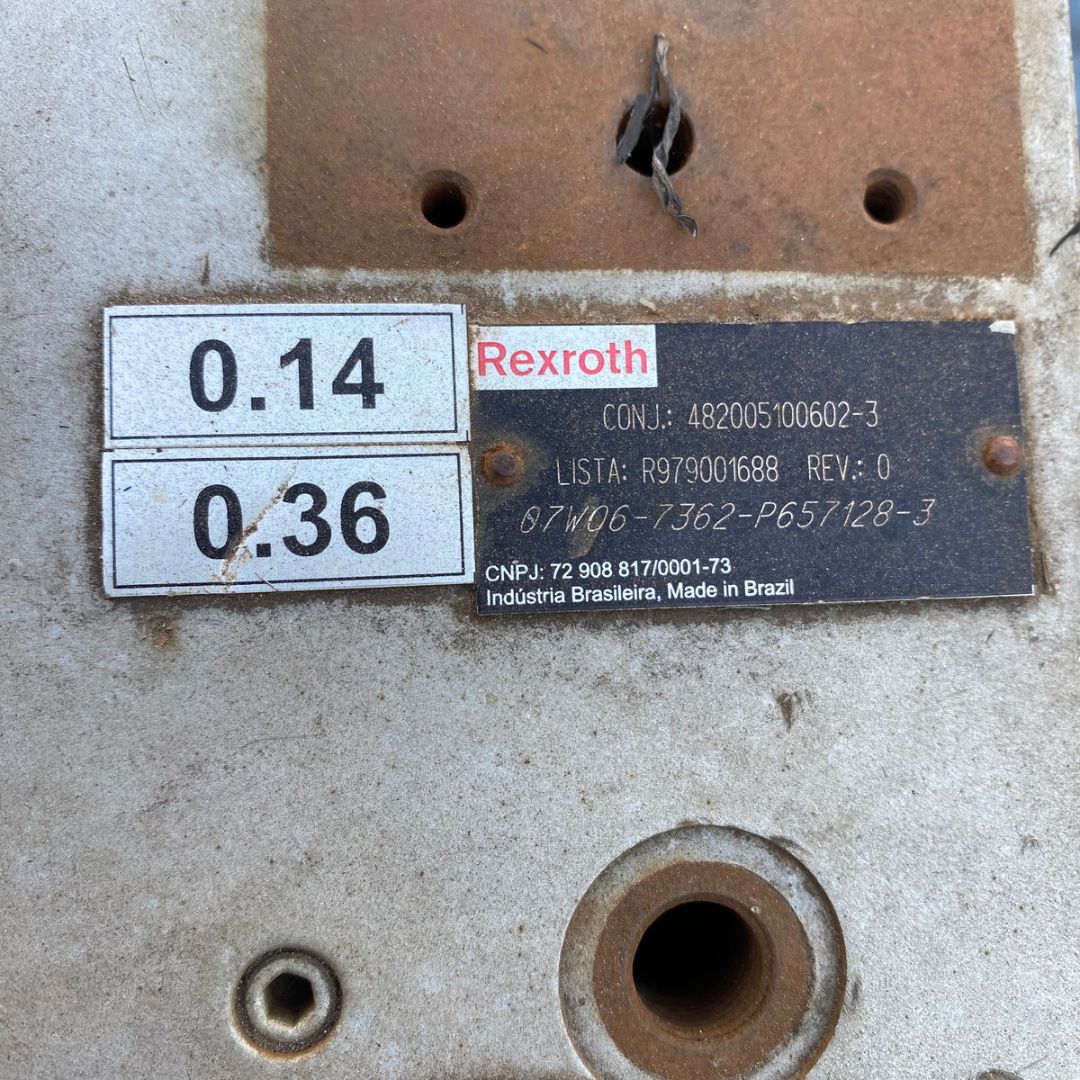 0.14
0.36
Rexroth
CONJ.: 482005100602-3
LISTA: R979001688 REV.: 0
07W06-7362-P657128-3
CNPJ: 72 908 817/0001-73
Indústria Brasileira, Made in Brazil